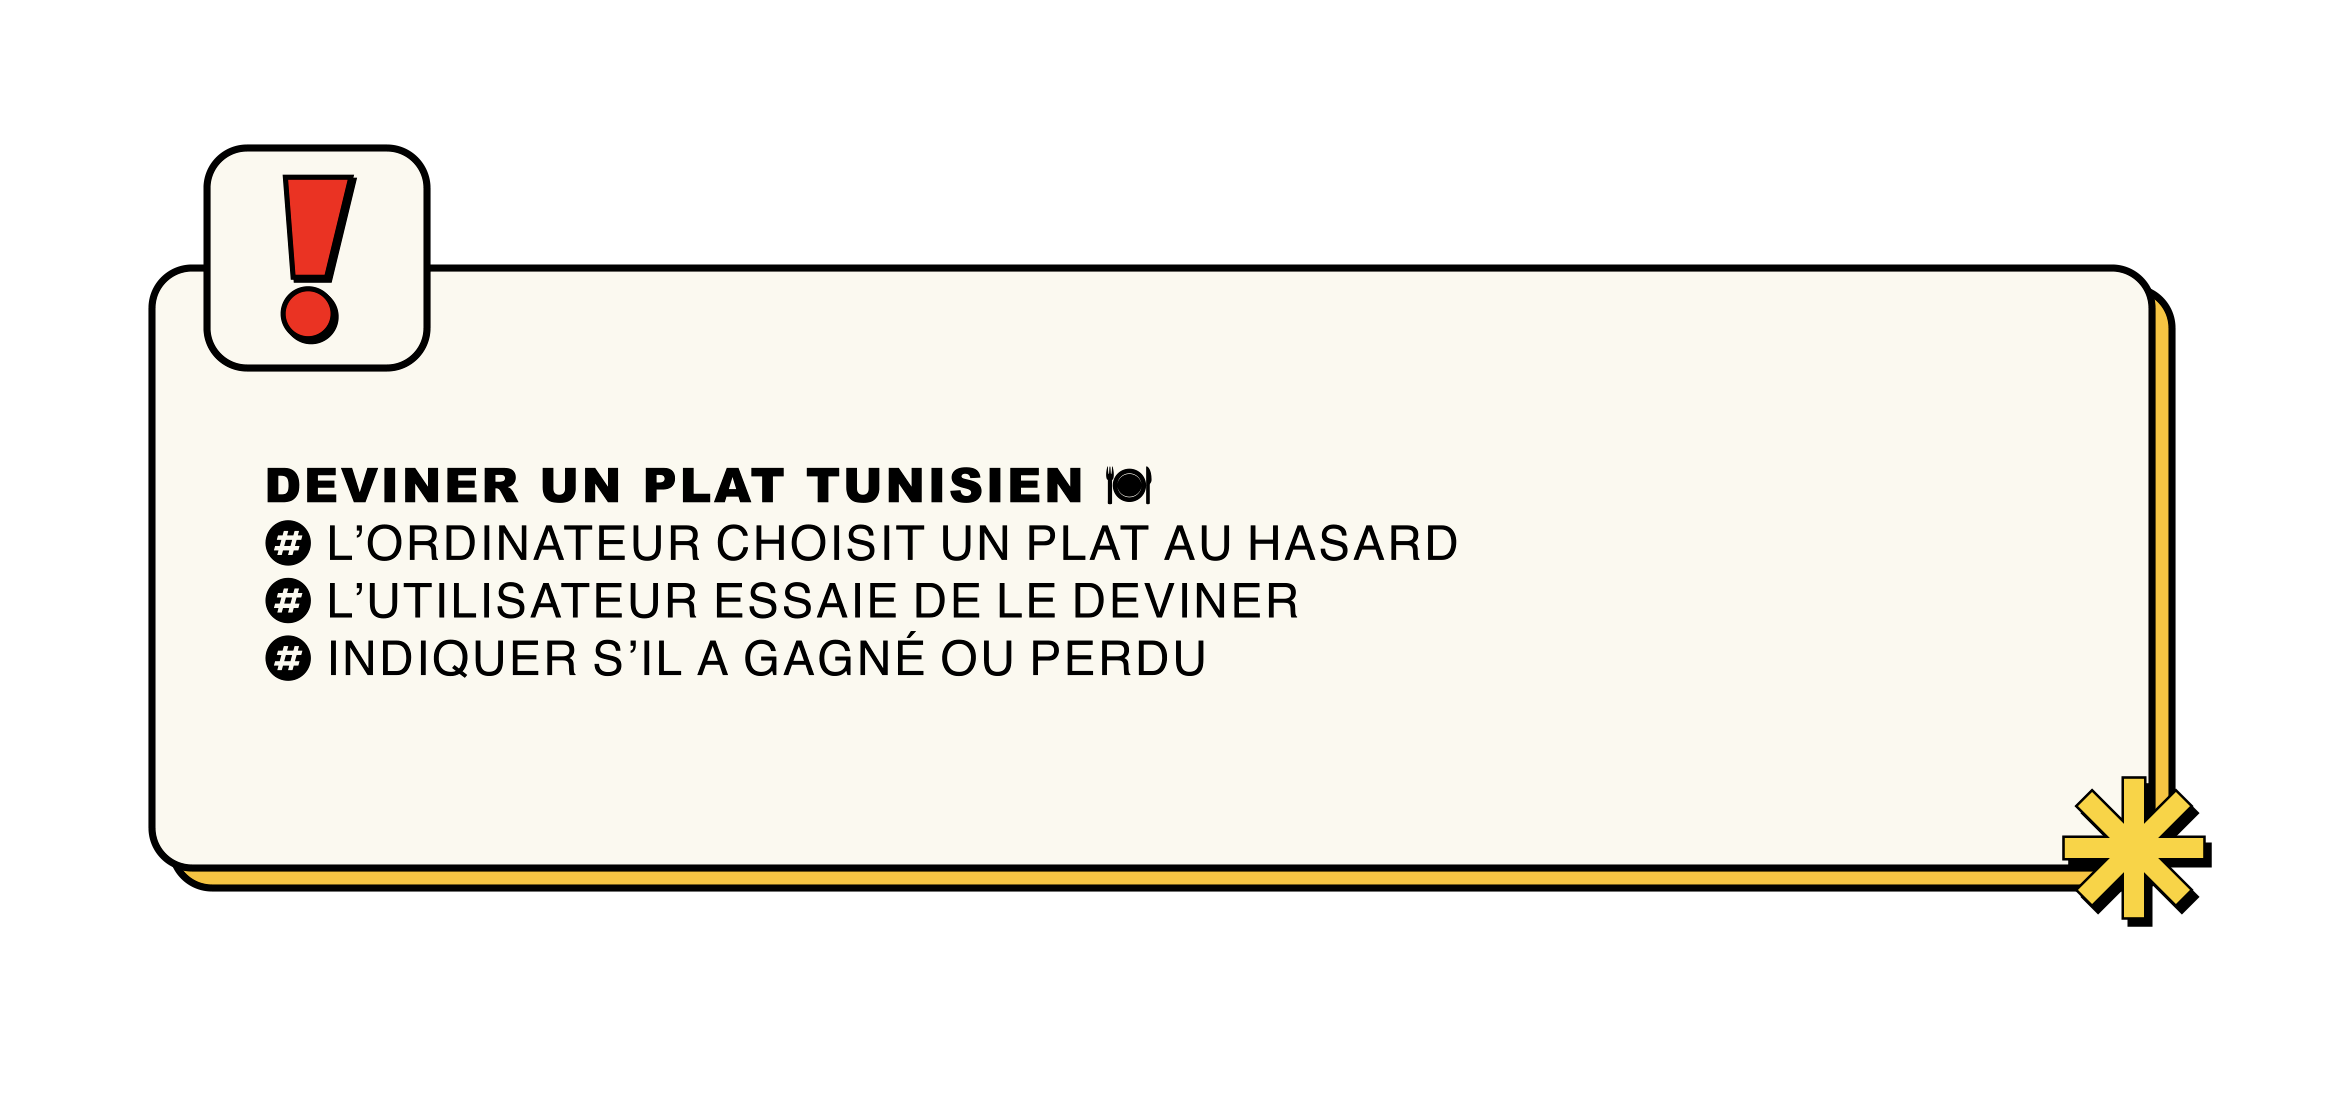 DEVINER UN PLAT TUNISIEN 🍽
# L’ORDINATEUR CHOISIT UN PLAT AU HASARD
# L’UTILISATEUR ESSAIE DE LE DEVINER
# INDIQUER S’IL A GAGNÉ OU PERDU